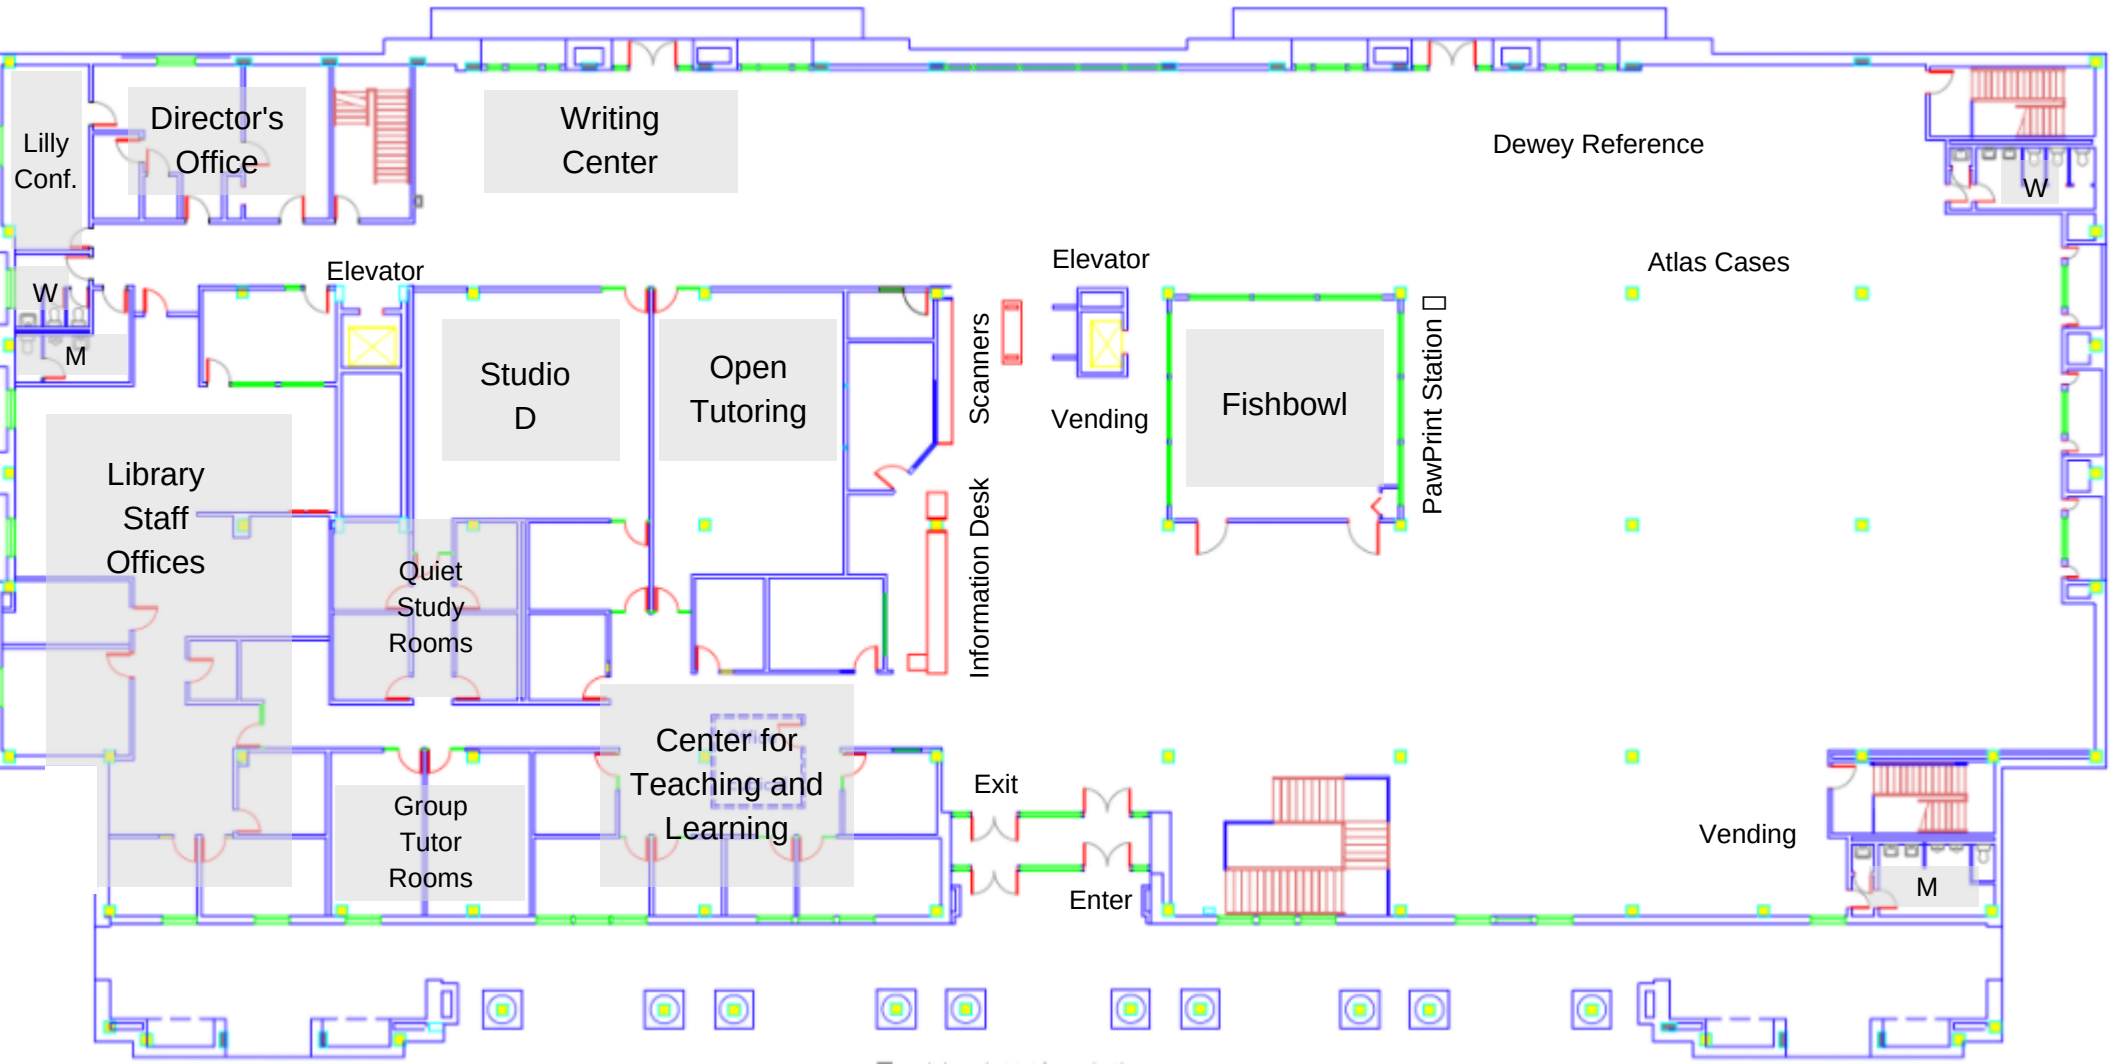 Director's
Office
Writing
Center
Lilly
Conf.
Dewey Reference
W
Elevator
Elevator
Atlas Cases
W
M
Studio
D
Open
Tutoring
Scanners
Vending
Fishbowl
PawPrint Station
Library
Staff
Offices
Quiet
Study
Rooms
Information Desk
Center for
Teaching and
Learning
Exit
Group
Tutor
Rooms
Enter
Vending
M